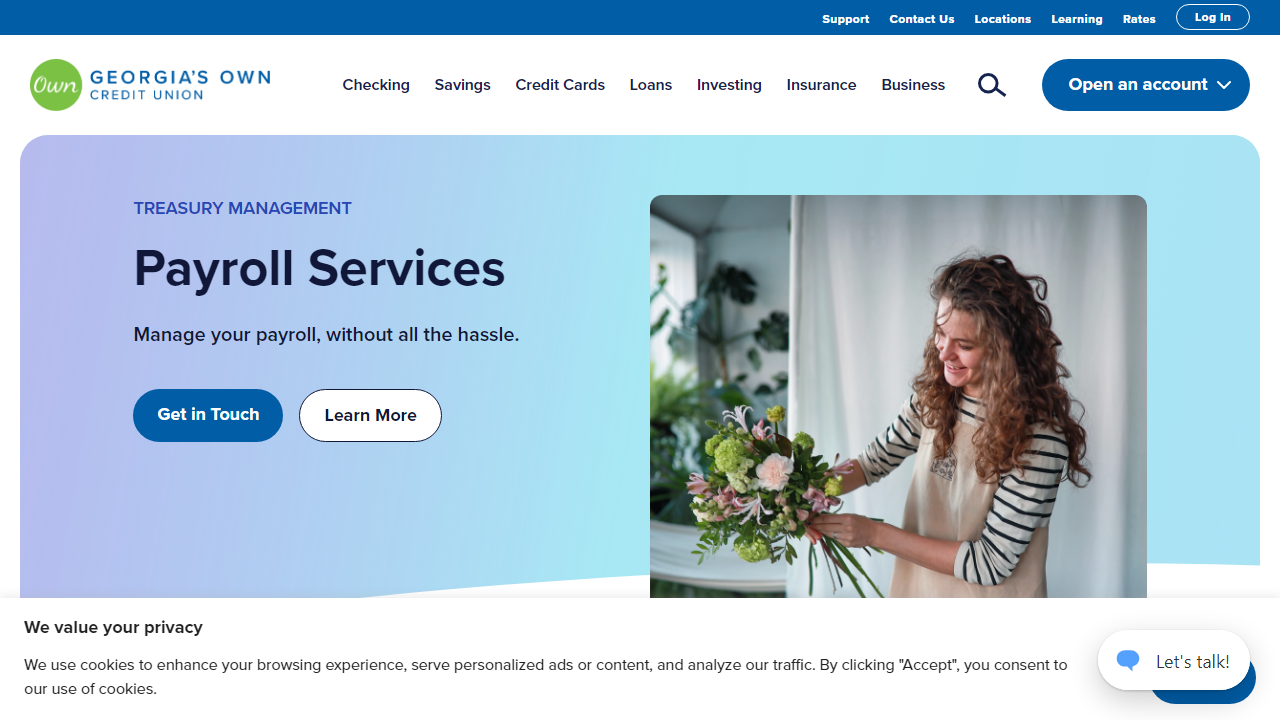 Support Contact Us Locations Learning Rates Log In
Own GEORGIA'S OWN
CREDIT UNION
Checking Savings Credit Cards Loans Investing Insurance Business Open an account
TREASURY MANAGEMENT
Payroll Services
Manage your payroll, without all the hassle.
Get in Touch Learn More
We value your privacy
We use cookies to enhance your browsing experience, serve personalized ads or content, and analyze our traffic. By clicking "Accept", you consent to
our use of cookies.
Let's talk!